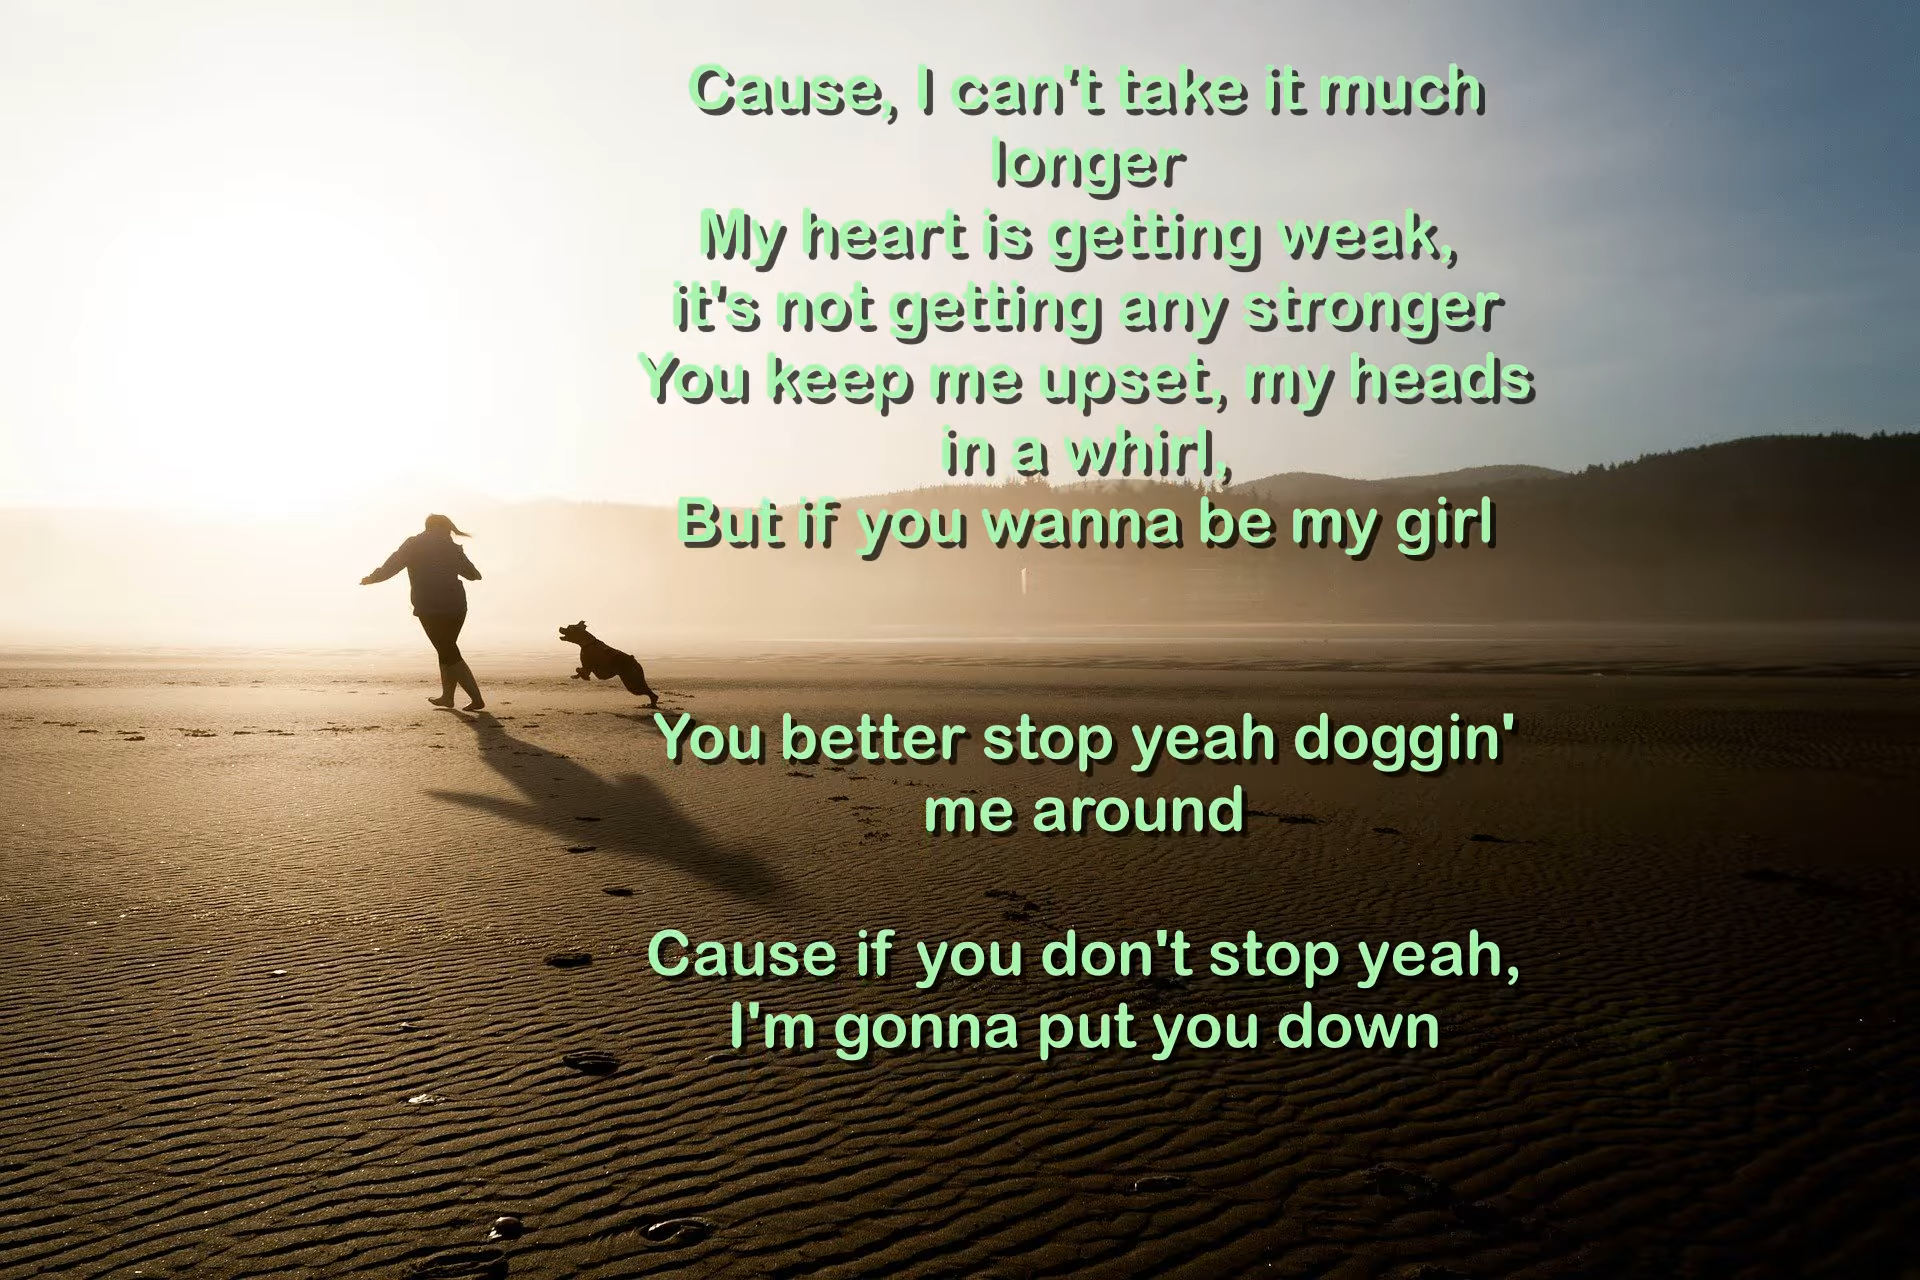 Cause, I can't take it much
longer
My heart is getting weak,
it's not getting any stronger
You keep me upset, my heads
in a whirl,
But if you wanna be my girl
You better stop yeah doggin'
me around
Cause if you don't stop yeah,
I'm gonna put you down